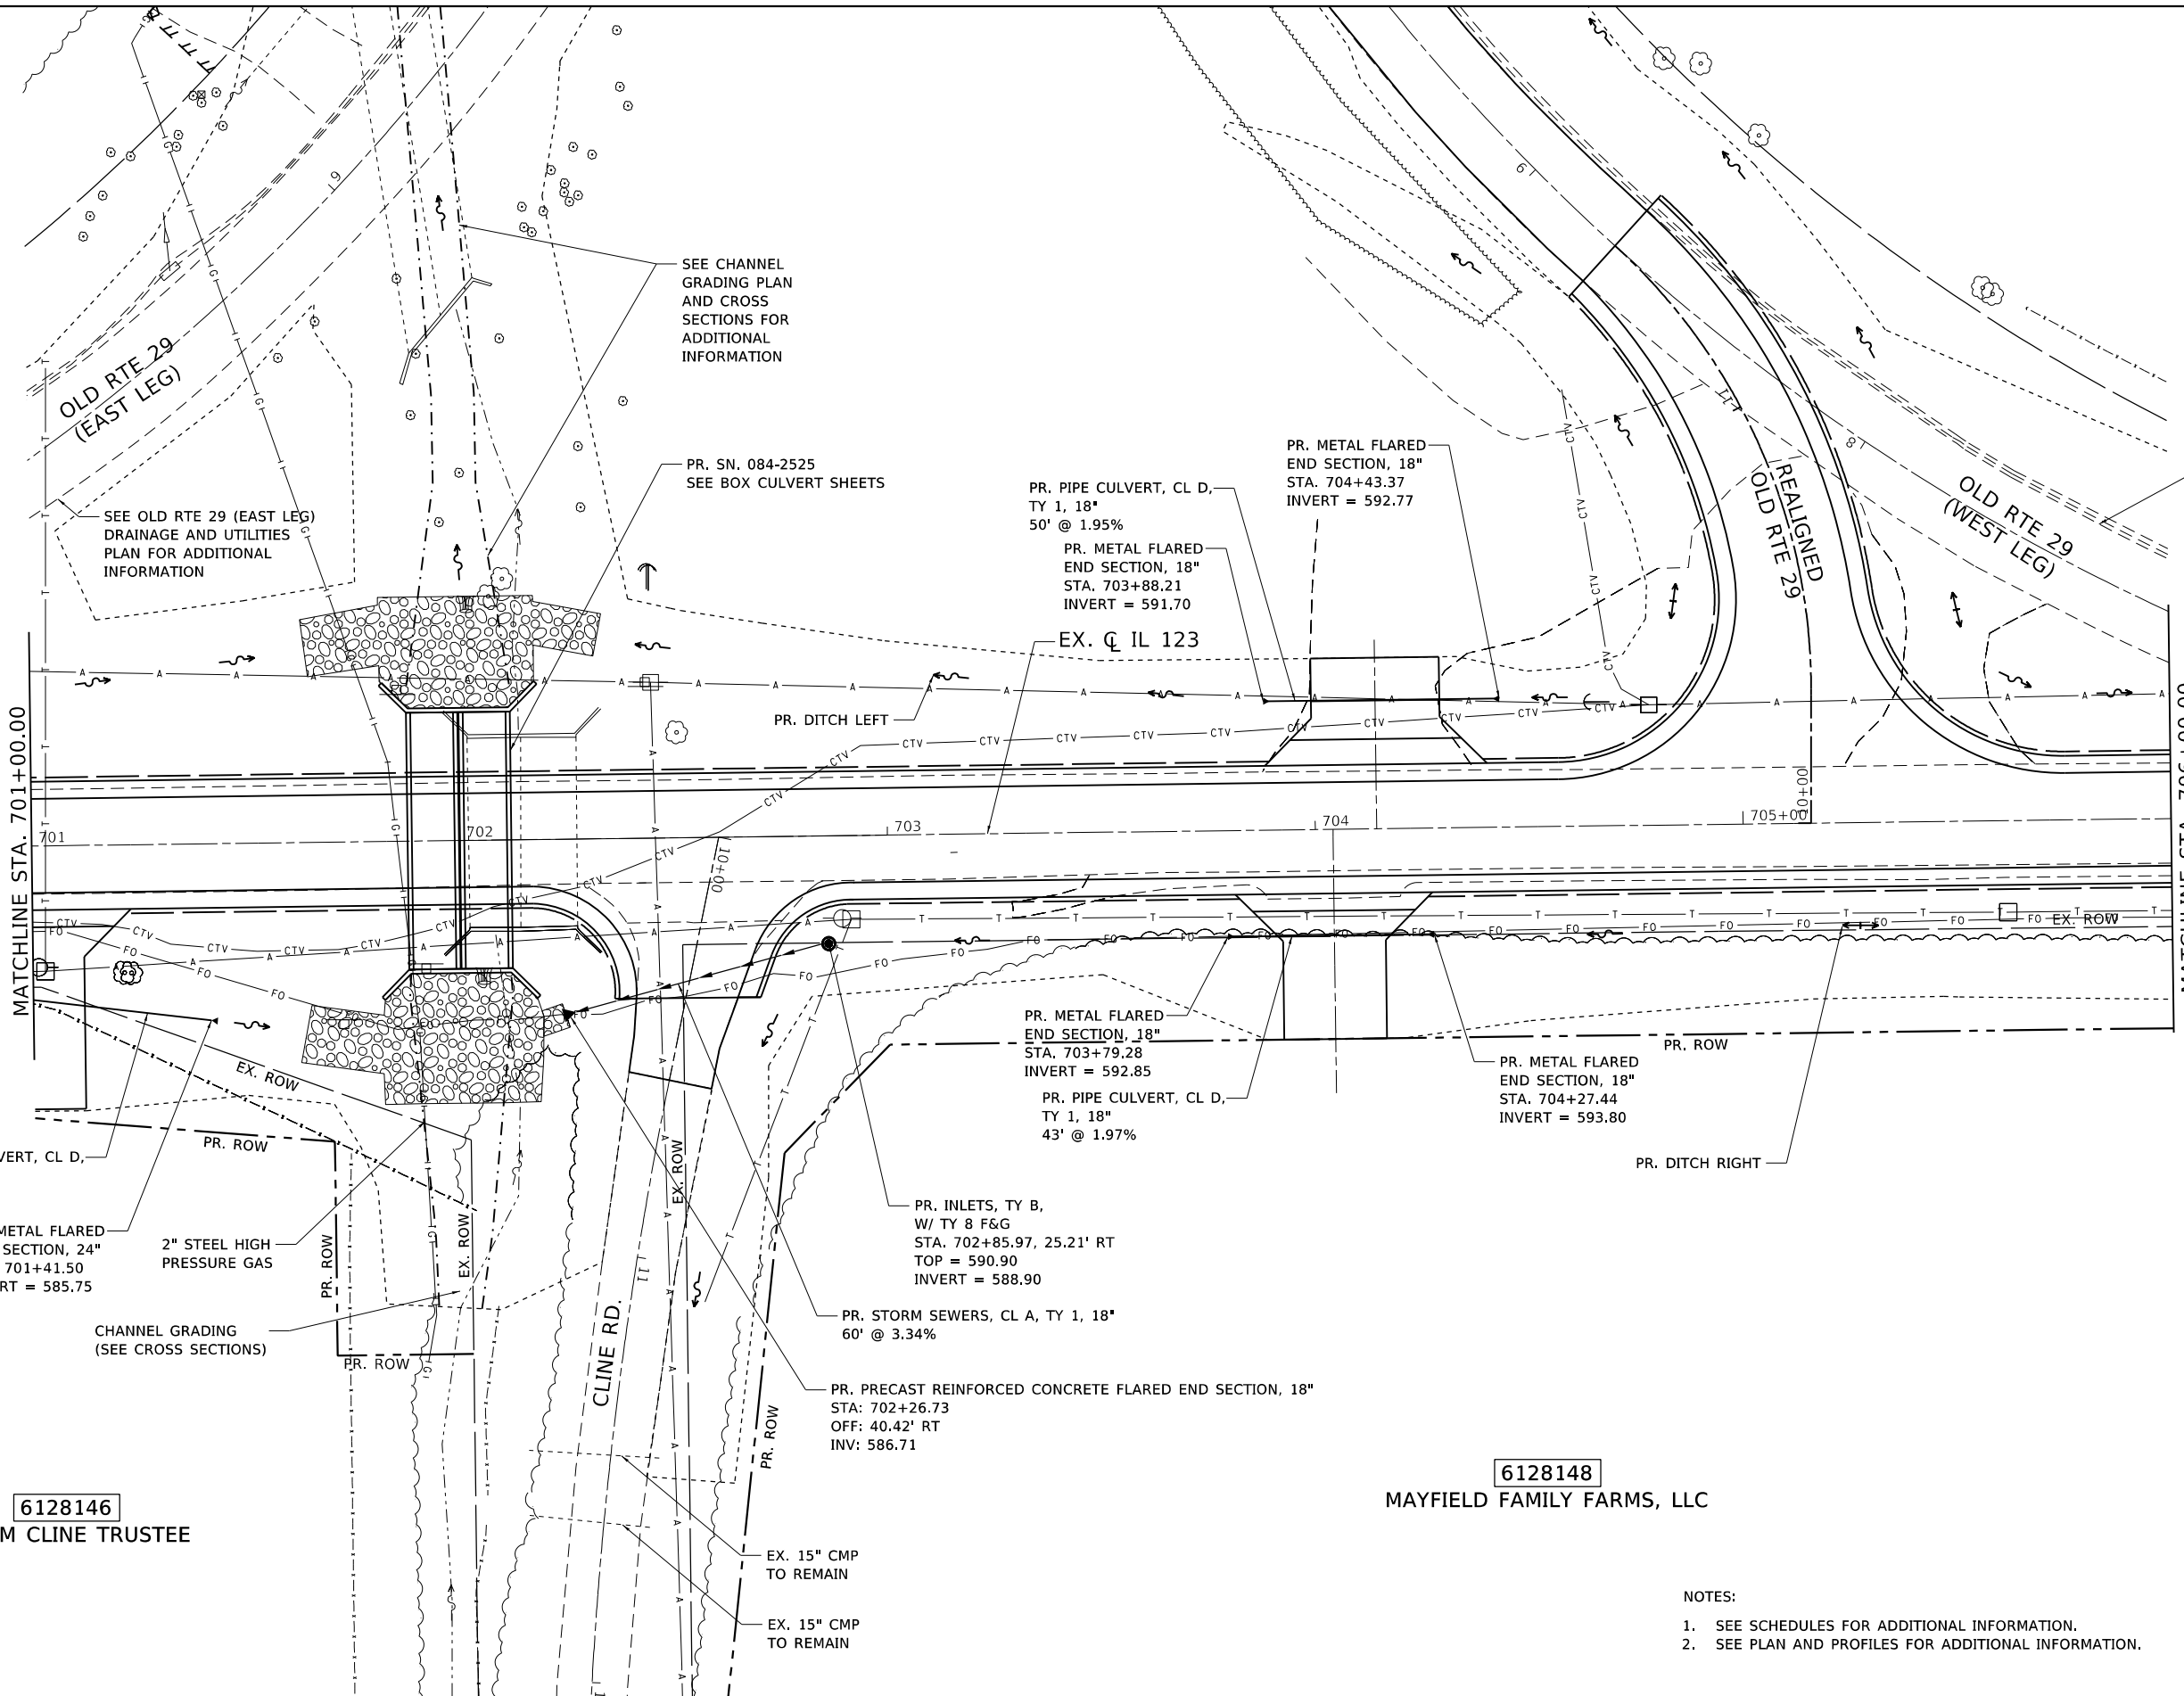 SEE CHANNEL
GRADING PLAN
AND CROSS
SECTIONS FOR
ADDITIONAL
INFORMATION
OLD RTE 29
(EAST LEG)
SEE OLD RTE 29 (EAST LEG)
DRAINAGE AND UTILITIES
PLAN FOR ADDITIONAL
INFORMATION
PR. SN. 084-2525
SEE BOX CULVERT SHEETS
PR. METAL FLARED
END SECTION, 18"
STA. 704+43.37
INVERT = 592.77
PR. PIPE CULVERT, CL D,
TY 1, 18"
50' @ 1.95%
PR. METAL FLARED
END SECTION, 18"
STA. 703+88.21
INVERT = 591.70
EX. ℄ IL 123
REALIGNED
OLD RTE 29
OLD RTE 29
(WEST LEG)
PR. DITCH LEFT
MATCHLINE STA. 701+00.00
701
702
703
704
705+00
10+00
10+00
EX. ROW
PR. METAL FLARED
END SECTION, 18"
STA. 703+79.28
INVERT = 592.85
PR. PIPE CULVERT, CL D,
TY 1, 18"
43' @ 1.97%
PR. ROW
PR. METAL FLARED
END SECTION, 18"
STA. 704+27.44
INVERT = 593.80
PR. DITCH RIGHT
EX. ROW
PR. ROW
VERT, CL D,
METAL FLARED
SECTION, 24"
701+41.50
RT = 585.75
2" STEEL HIGH
PRESSURE GAS
PR. ROW
EX. ROW
EX. ROW
CHANNEL GRADING
(SEE CROSS SECTIONS)
PR. ROW
CLINE RD.
11
PR. INLETS, TY B,
W/ TY 8 F&G
STA. 702+85.97, 25.21' RT
TOP = 590.90
INVERT = 588.90
PR. STORM SEWERS, CL A, TY 1, 18"
60' @ 3.34%
PR. PRECAST REINFORCED CONCRETE FLARED END SECTION, 18"
STA: 702+26.73
OFF: 40.42' RT
INV: 586.71
PR. ROW
6128146
M CLINE TRUSTEE
6128148
MAYFIELD FAMILY FARMS, LLC
EX. 15" CMP
TO REMAIN
EX. 15" CMP
TO REMAIN
NOTES:
1. SEE SCHEDULES FOR ADDITIONAL INFORMATION.
2. SEE PLAN AND PROFILES FOR ADDITIONAL INFORMATION.